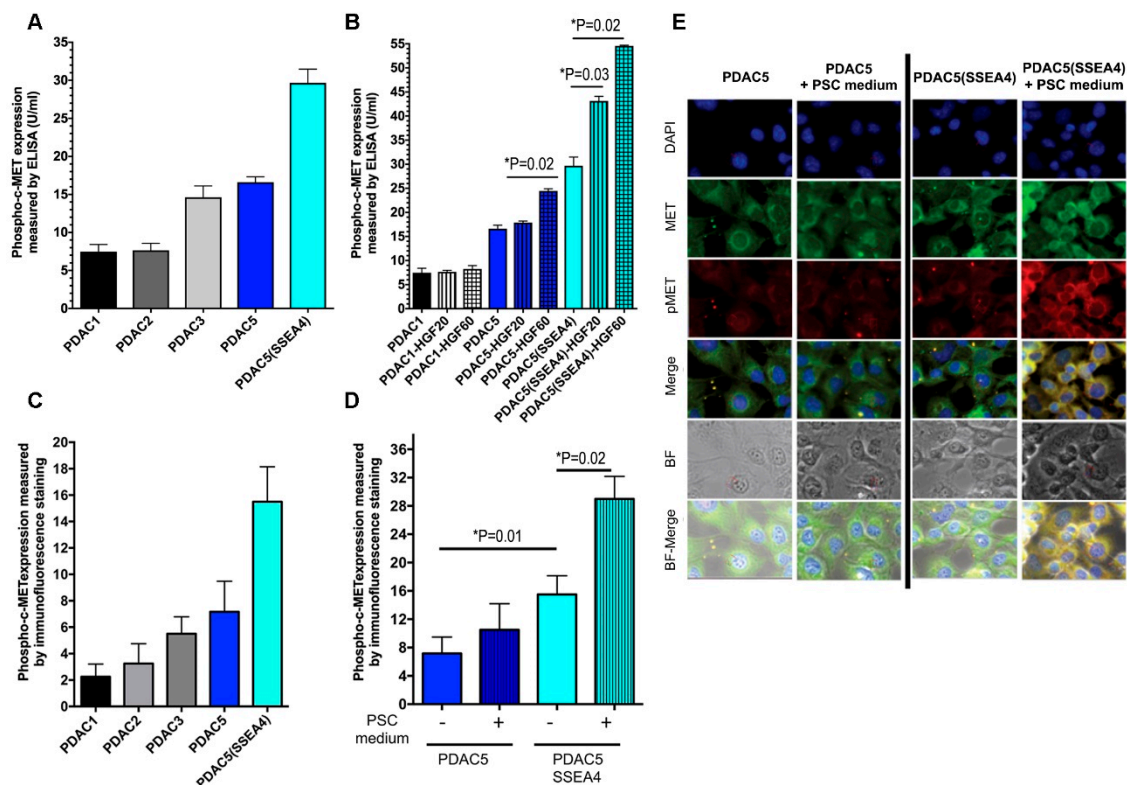 A
Phospho-c-MET expression
measured by ELISA (U/ml)
35
30
25
20
15
10
5
0
PDAC1
PDAC2
PDAC3
PDAC5
PDAC5(SSEA4)
B
Phospho-c-MET expression
measured by ELISA (U/ml)
55
50
45
40
35
30
25
20
15
10
5
0
*P=0.02
*P=0.03
*P=0.02
PDAC1
PDAC1-HGF20
PDAC1-HGF60
PDAC5
PDAC5-HGF20
PDAC5-HGF60
PDAC5(SSEA4)
PDAC5(SSEA4)-HGF20
PDAC5(SSEA4)-HGF60
C
Phospho-c-METexpression measured
by immunofluorescence staining
20
18
16
14
12
10
8
6
4
2
0
PDAC1
PDAC2
PDAC3
PDAC5
PDAC5(SSEA4)
D
Phospho-c-METexpression measured
by immunofluorescence staining
36
32
28
24
20
16
12
8
4
0
*P=0.02
*P=0.01
PSC
medium
- + - +
PDAC5
PDAC5
SSEA4
E
PDAC5
PDAC5
+ PSC medium
PDAC5(SSEA4)
PDAC5(SSEA4)
+ PSC medium
DAPI
MET
pMET
Merge
BF
BF-Merge